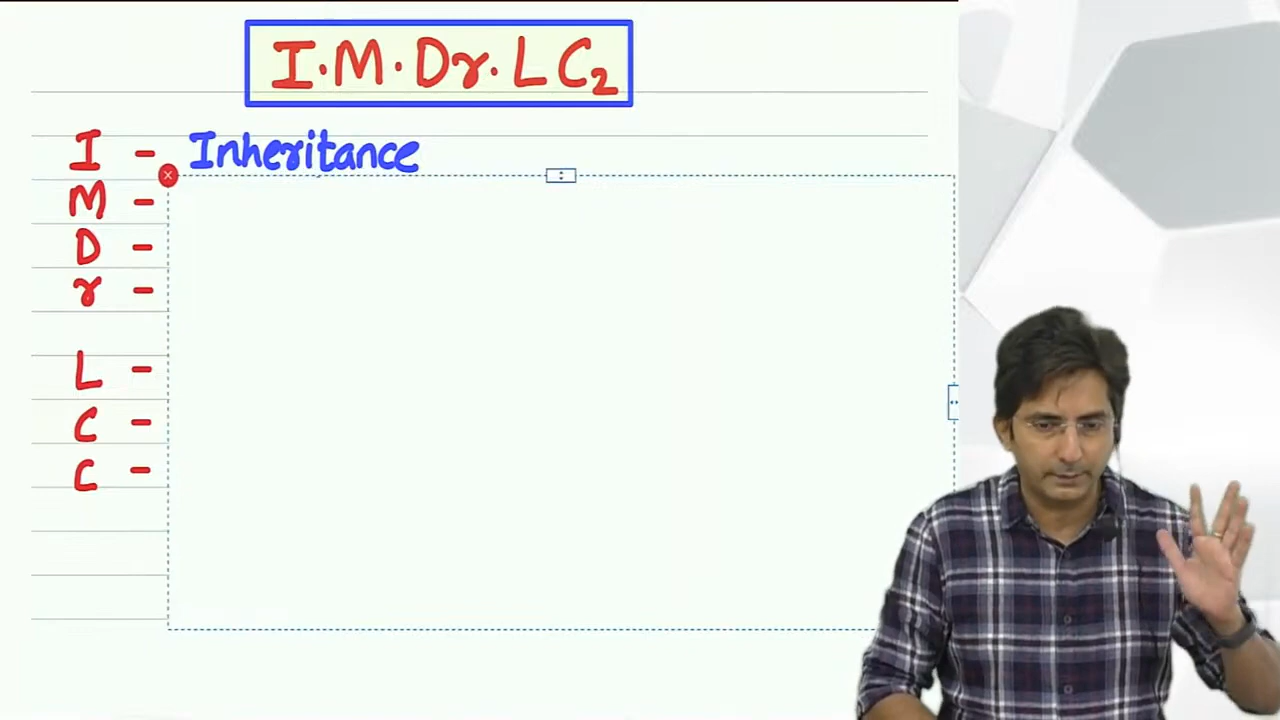 I.M.Dr.LC₂
I - Inheritance
M -
D -
r -
L -
C -
C -